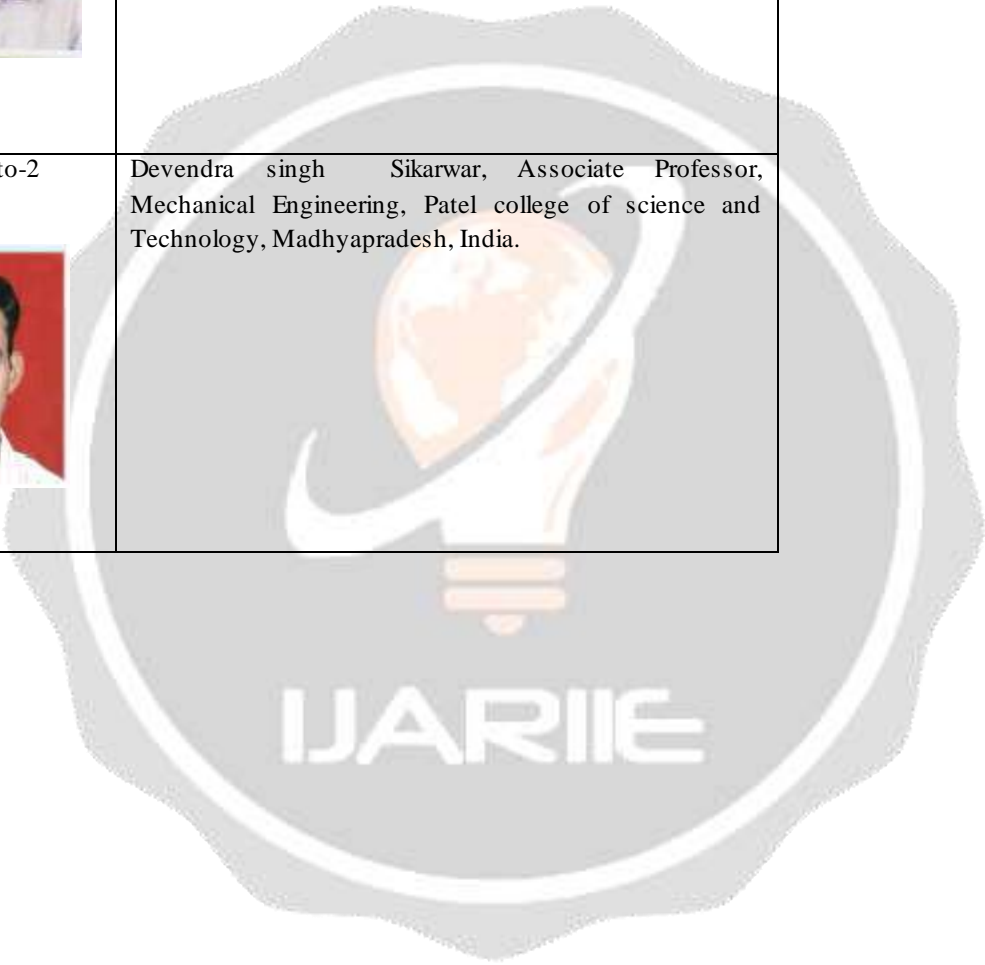 to-2
Devendra singh Sikarwar, Associate Professor,
Mechanical Engineering, Patel college of science and
Technology, Madhyapradesh, India.
IJARIIE